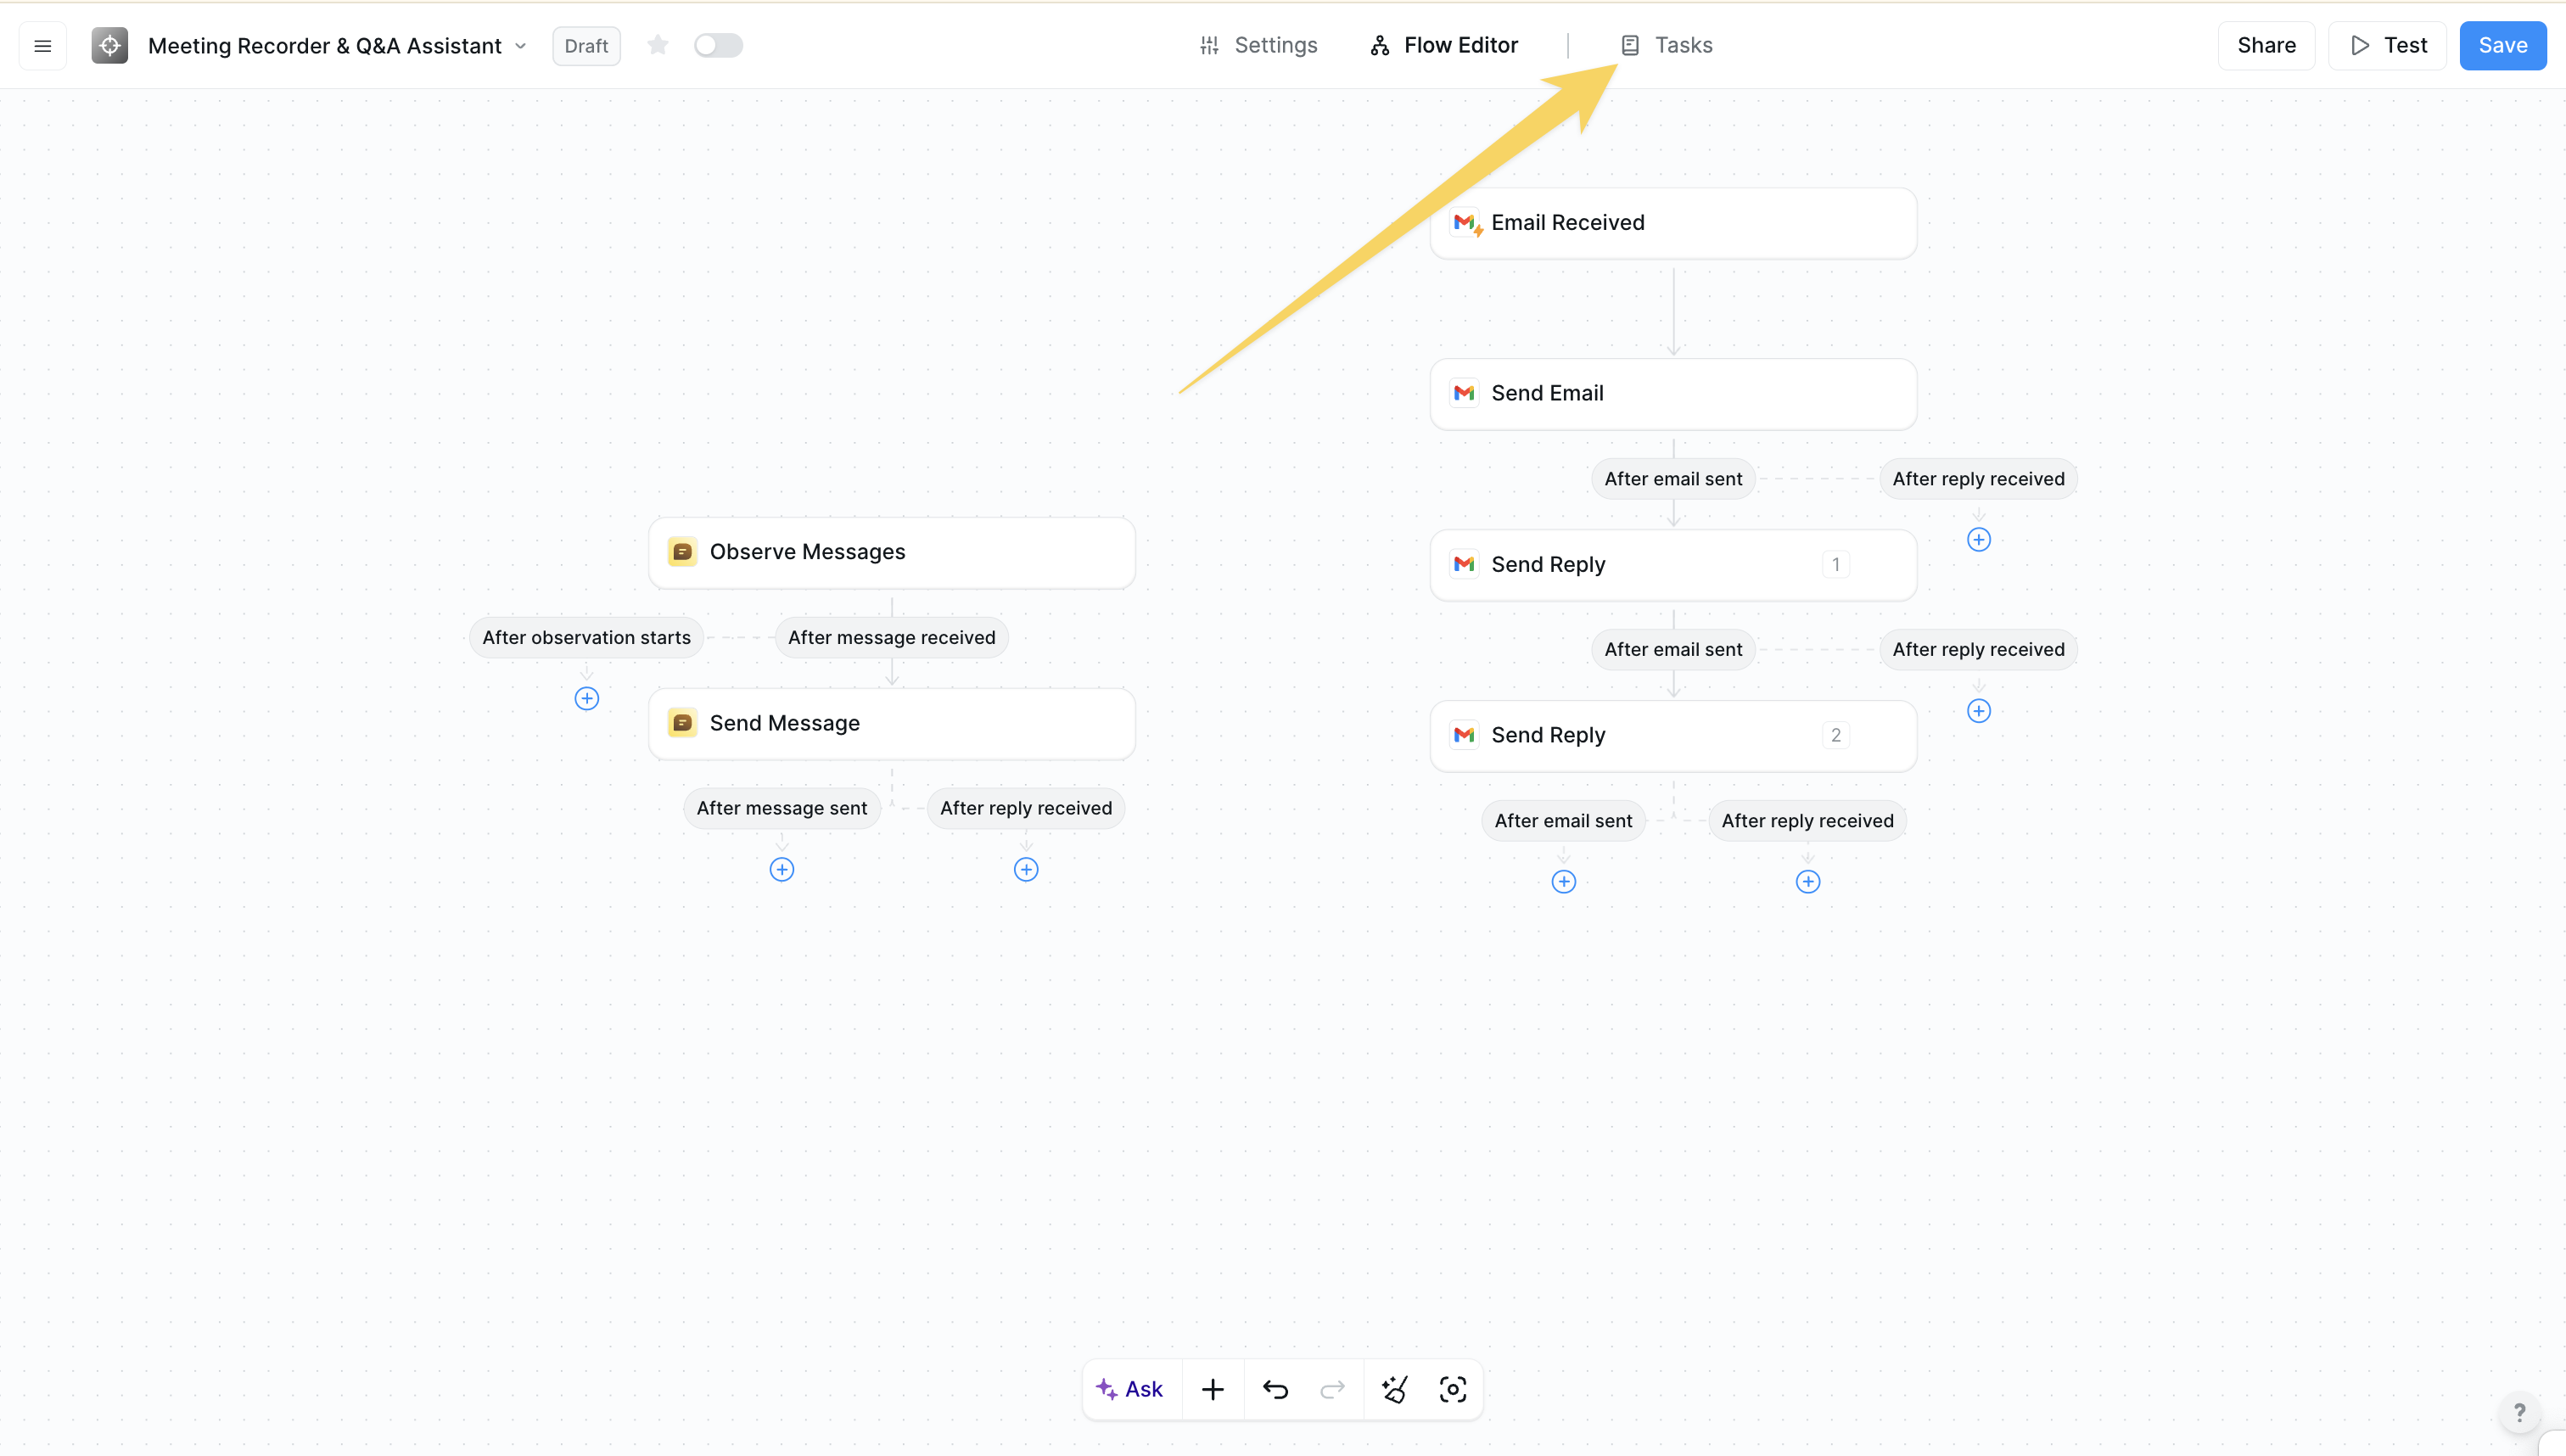 Meeting Recorder & Q&A Assistant
Draft
Settings
Flow Editor
Tasks
Share
Test
Save
Email Received
Send Email
After email sent
After reply received
Send Reply
1
After email sent
After reply received
Send Reply
2
After email sent
After reply received
Observe Messages
After observation starts
After message received
Send Message
After message sent
After reply received
Ask
?